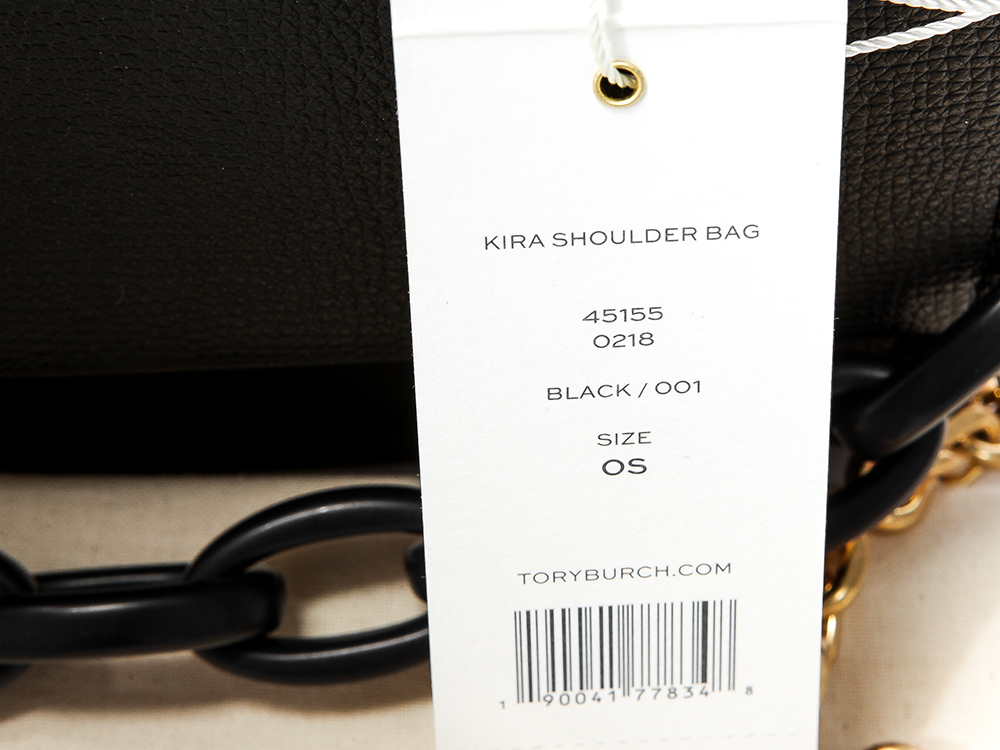 KIRA SHOULDER BAG
45155
0218
BLACK / 001
SIZE
OS
TORYBURCH.COM
1 90041 77834 8